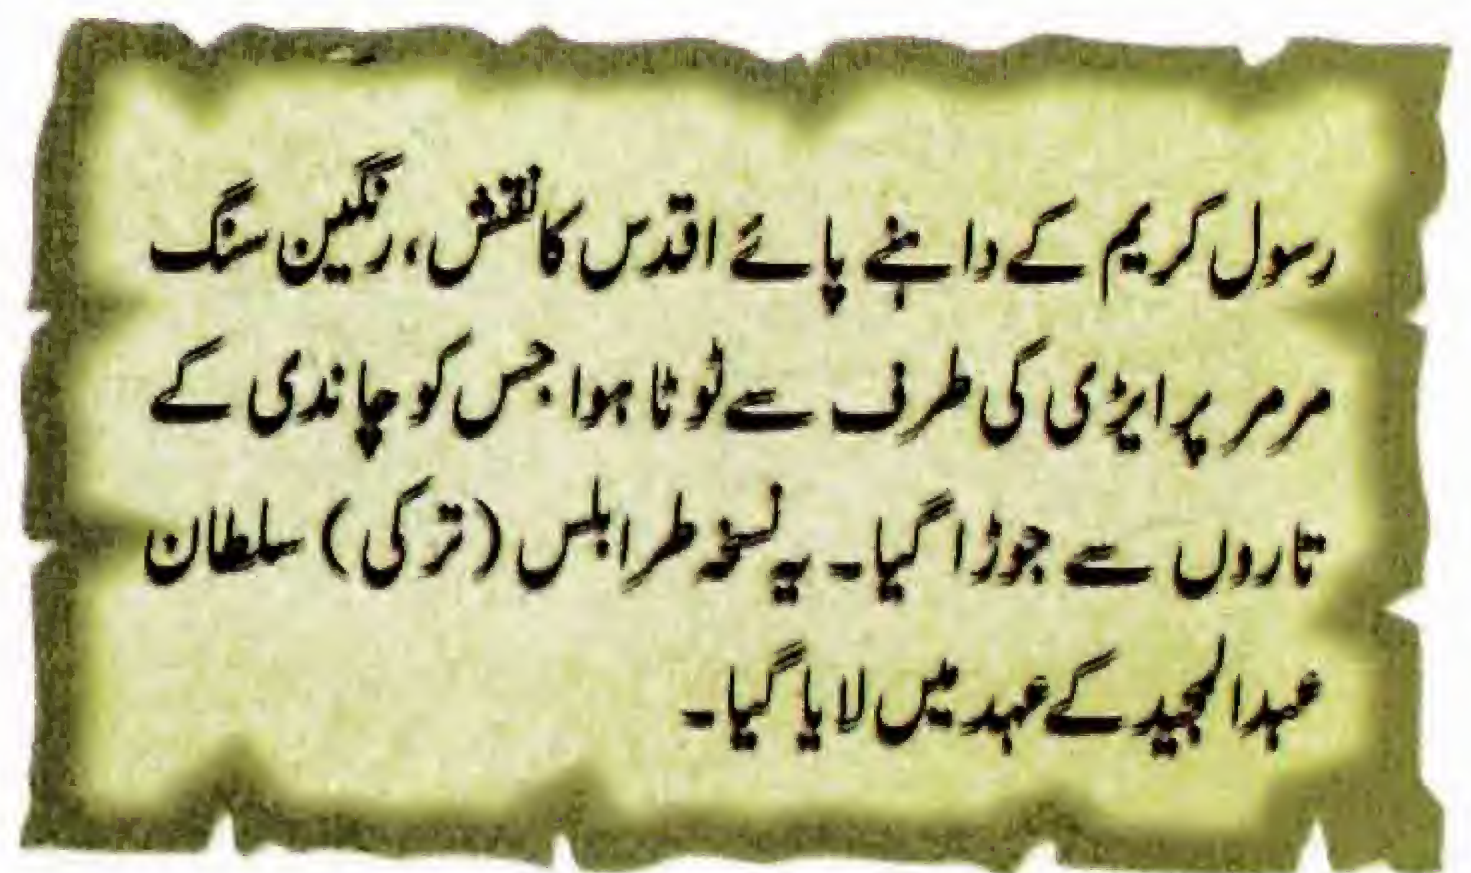 رسول کریم کے داہنے پائے اقدس کا نقش، رنگین سنگ
مرمر پر ایڑی کی طرف سے ٹوٹا ہوا جس کو چاندی کے
تاروں سے جوڑا گیا۔ یہ نسخہ طرابلس (ترکی) سلطان
عبدالمجید کے عہد میں لایا گیا۔